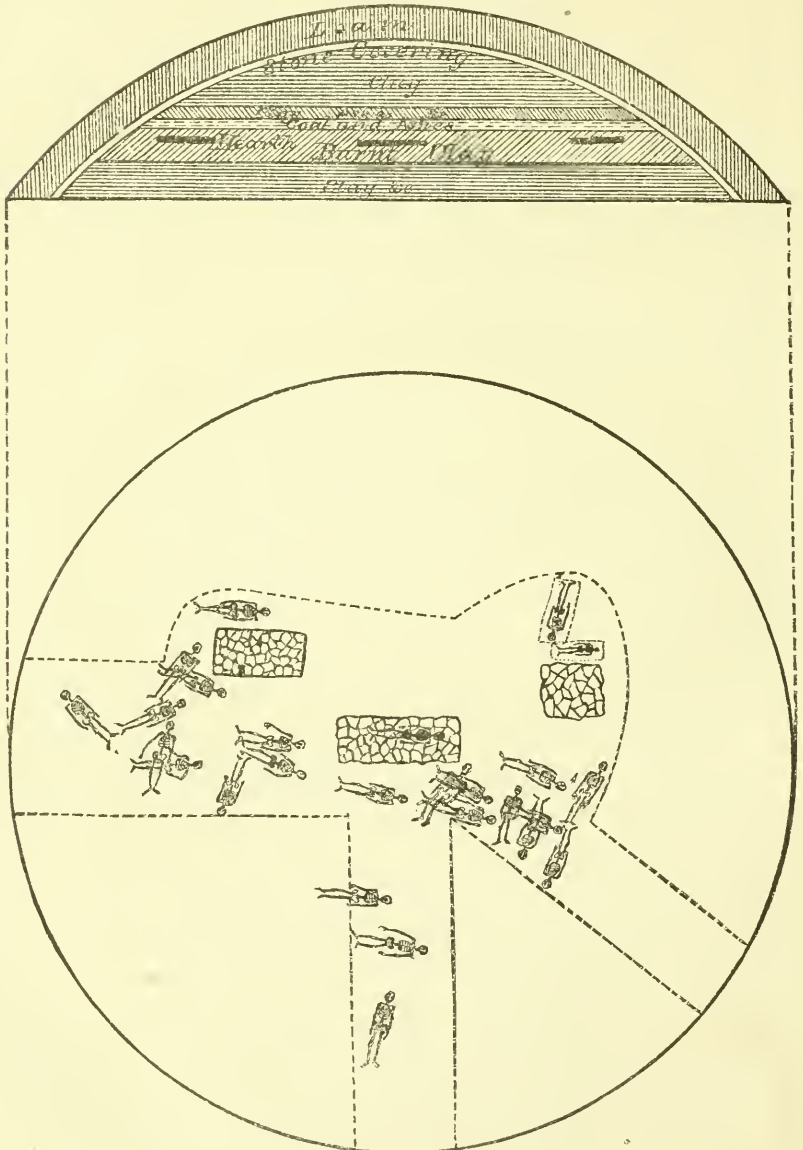 Loam
Stone Covering
Clay
Coal and Ashes
Hearth Burnt Clay
Clay &c